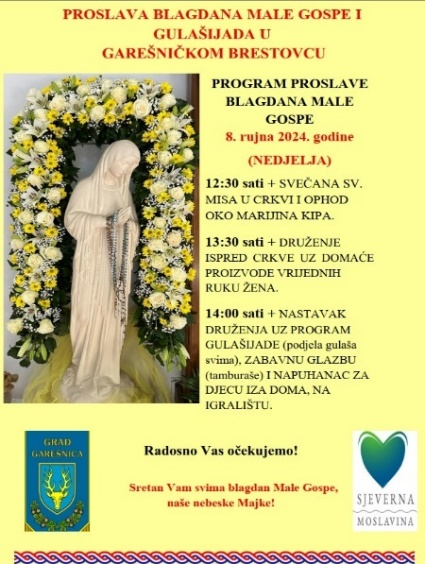 PROSLAVA BLAGDANA MALE GOSPE I
GULAŠIJADA U
GAREŠNIČKOM BRESTOVCU
PROGRAM PROSLAVE
BLAGDANA MALE
GOSPE
8. rujna 2024. godine
(NEDJELJA)
12:30 sati + SVEČANA SV.
MISA U CRKVI I OPHOD
OKO MARIJINA KIPA.
13:30 sati + DRUŽENJE
ISPRED CRKVE UZ DOMAĆE
PROIZVODE VRIJEDNIH
RUKU ŽENA.
14:00 sati + NASTAVAK
DRUŽENJA UZ PROGRAM
GULAŠIJADE (podjela gulaša
svima), ZABAVNU GLAZBU
(tamburaše) I NAPUHANAC ZA
DJECU IZA DOMA, NA
IGRALIŠTU.
GRAD
GAREŠNICA
Radosno Vas očekujemo!
Sretan Vam svima blagdan Male Gospe,
naše nebeske Majke!
SJEVERNA
MOSLAVINA